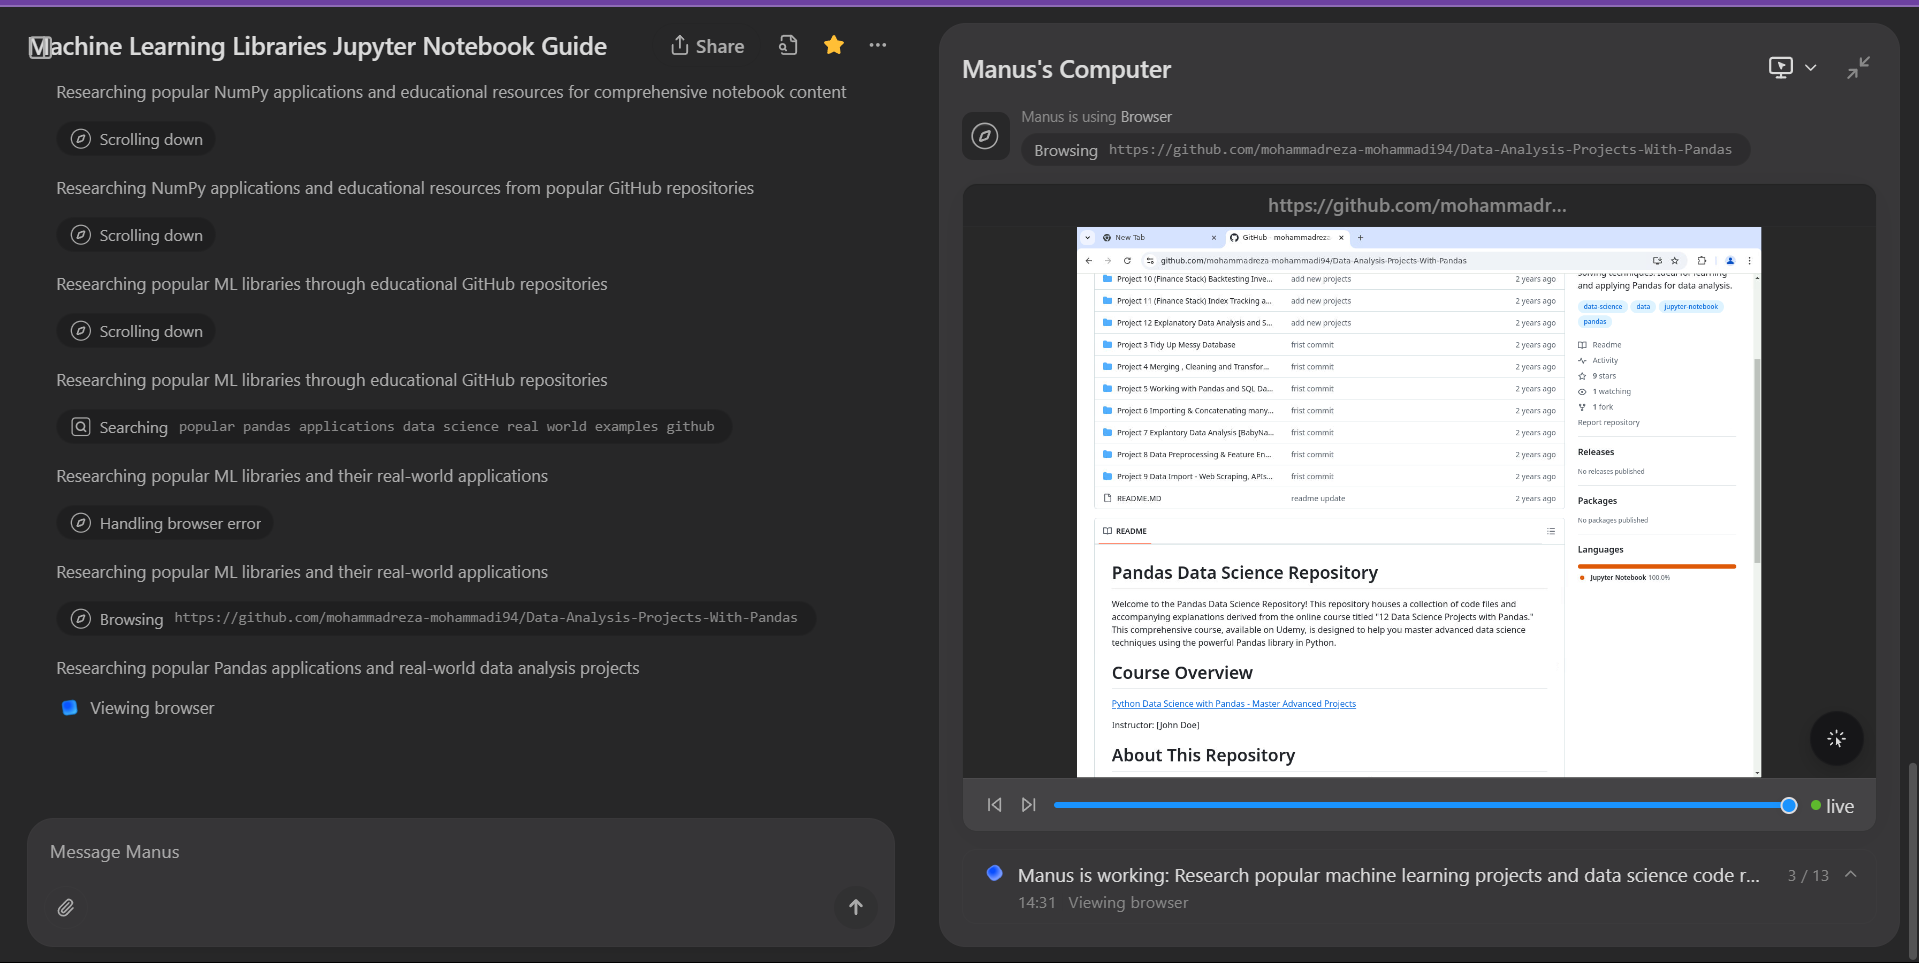 Machine Learning Libraries Jupyter Notebook Guide
Share
Researching popular NumPy applications and educational resources for comprehensive notebook content
Scrolling down
Researching NumPy applications and educational resources from popular GitHub repositories
Scrolling down
Researching popular ML libraries through educational GitHub repositories
Scrolling down
Researching popular ML libraries through educational GitHub repositories
Searching popular pandas applications data science real world examples github
Researching popular ML libraries and their real-world applications
Handling browser error
Researching popular ML libraries and their real-world applications
Browsing https://github.com/mohammadreza-mohammadi94/Data-Analysis-Projects-With-Pandas
Researching popular Pandas applications and real-world data analysis projects
Viewing browser
Message Manus
Manus's Computer
Manus is using Browser
Browsing https://github.com/mohammadreza-mohammadi94/Data-Analysis-Projects-With-Pandas
https://github.com/mohammadr...
New Tab
GitHub - mohammadreza
github.com/mohammadreza-mohammadi94/Data-Analysis-Projects-With-Pandas
Project 10 (Finance Stack) Backtesting Inve... add new projects 2 years ago
Project 11 (Finance Stack) Index Tracking a... add new projects 2 years ago
Project 12 Explanatory Data Analysis and S... add new projects 2 years ago
Project 3 Tidy Up Messy Database frist commit 2 years ago
Project 4 Merging , Cleaning and Transfor... frist commit 2 years ago
Project 5 Working with Pandas and SQL Da... frist commit 2 years ago
Project 6 Importing & Concatenating many... frist commit 2 years ago
Project 7 Explantory Data Analysis [BabyNa... frist commit 2 years ago
Project 8 Data Preprocessing & Feature En... frist commit 2 years ago
Project 9 Data Import - Web Scraping, APIs... frist commit 2 years ago
README.MD readme update 2 years ago
README
Pandas Data Science Repository
Welcome to the Pandas Data Science Repository! This repository houses a collection of code files and
accompanying explanations derived from the online course titled "12 Data Science Projects with Pandas."
This comprehensive course, available on Udemy, is designed to help you master advanced data science
techniques using the powerful Pandas library in Python.
Course Overview
Python Data Science with Pandas - Master Advanced Projects
Instructor: [John Doe]
About This Repository
solving techniques. Ideal for learning
and applying Pandas for data analysis.
data-science data jupyter-notebook
pandas
Readme
Activity
9 stars
1 watching
1 fork
Report repository
Releases
No releases published
Packages
No packages published
Languages
Jupyter Notebook 100.0%
live
Manus is working: Research popular machine learning projects and data science code r... 3 / 13
14:31 Viewing browser